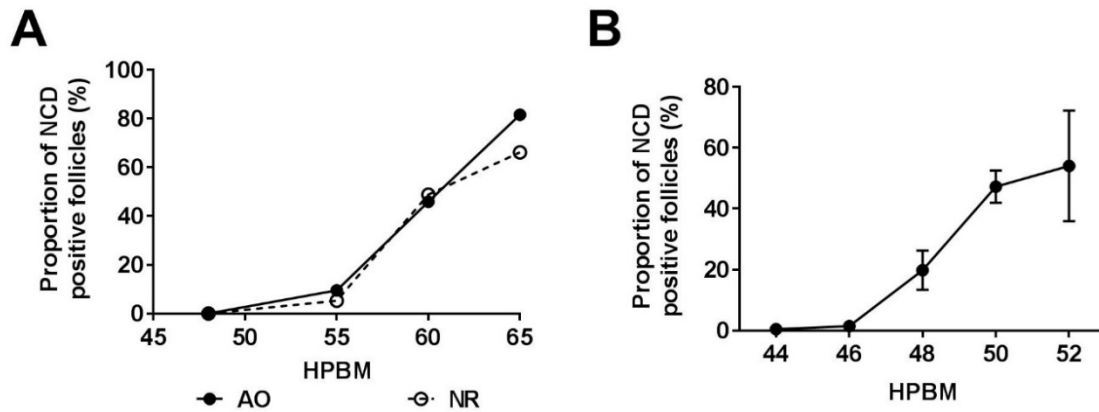 A
Proportion of NCD
positive follicles (%)
100
80
60
40
20
0
45 50 55 60 65
HPBM
AO NR
B
Proportion of NCD
positive follicles (%)
80
60
40
20
0
44 46 48 50 52
HPBM